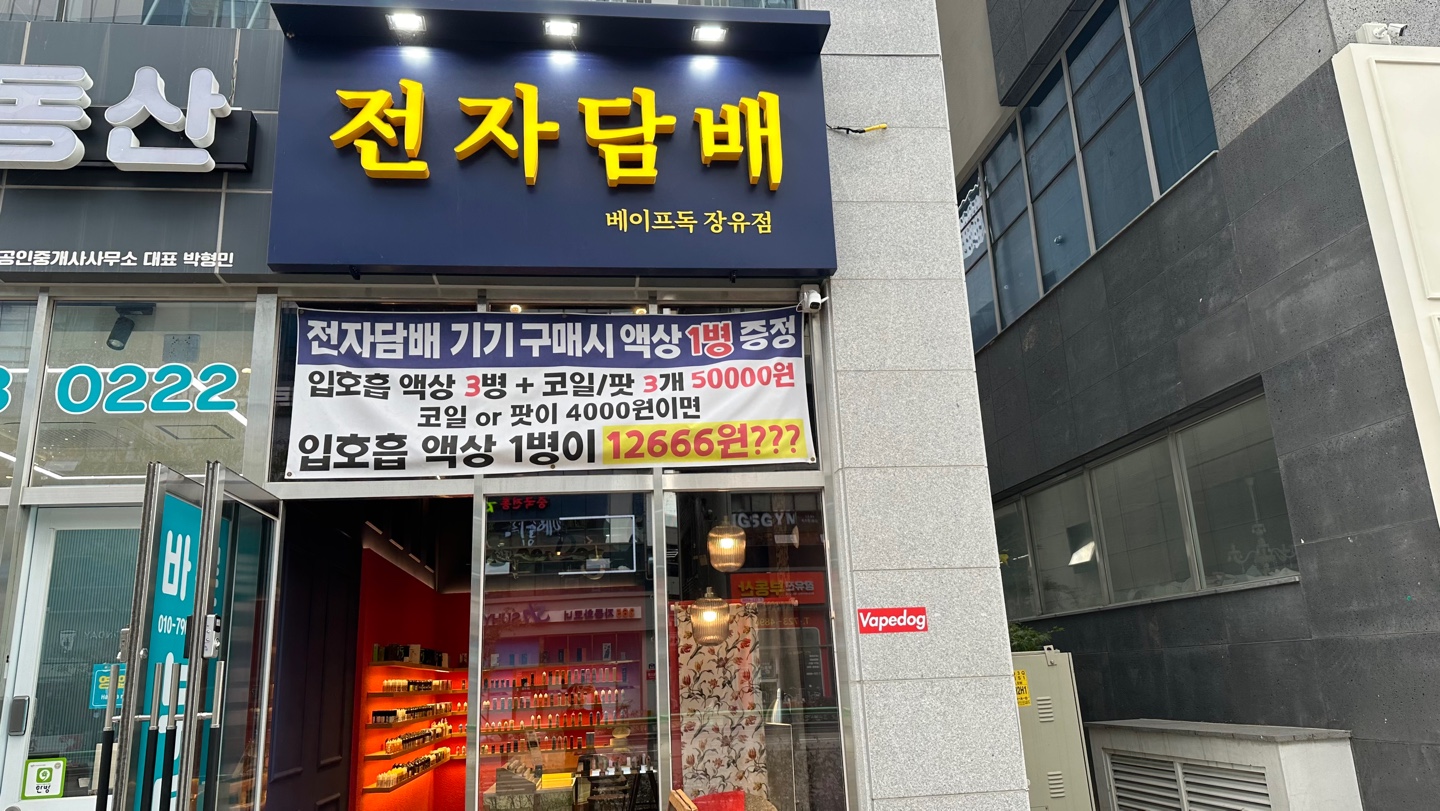 동산
공인중개사사무소 대표 박형민
0222
전자담배
베이프독 장유점
전자담배 기기 구매시 액상 1병 증정
입호흡 액상 3병 + 코일/팟 3개 50000원
코일 or 팟이 4000원이면
입호흡 액상 1병이 12666원???
바
Vapedog